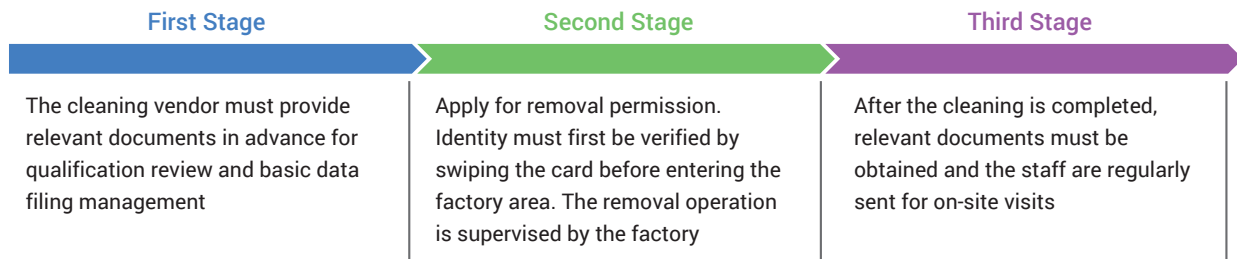 First Stage
Second Stage
Third Stage
The cleaning vendor must provide
relevant documents in advance for
qualification review and basic data
filing management
Apply for removal permission.
Identity must first be verified by
swiping the card before entering the
factory area. The removal operation
is supervised by the factory
After the cleaning is completed,
relevant documents must be
obtained and the staff are regularly
sent for on-site visits